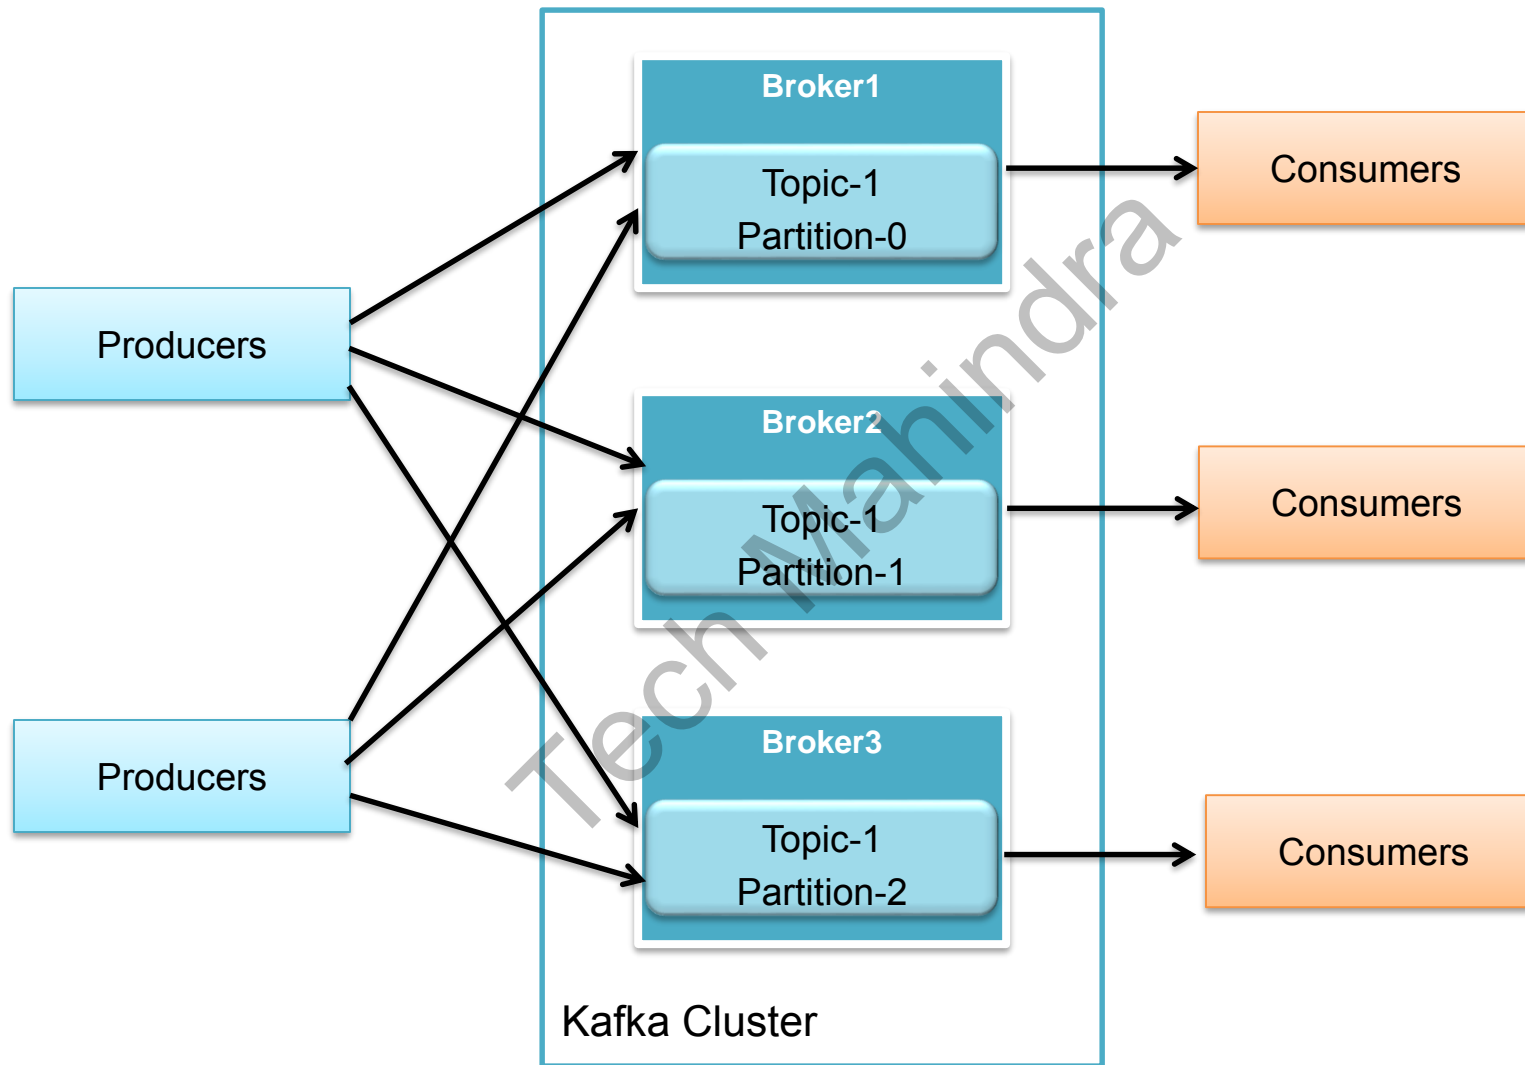 Broker1
Topic-1
Partition-0
Consumers
Producers
Broker2
Topic-1
Partition-1
Consumers
Producers
Broker3
Topic-1
Partition-2
Consumers
Kafka Cluster
Tech Mahindra